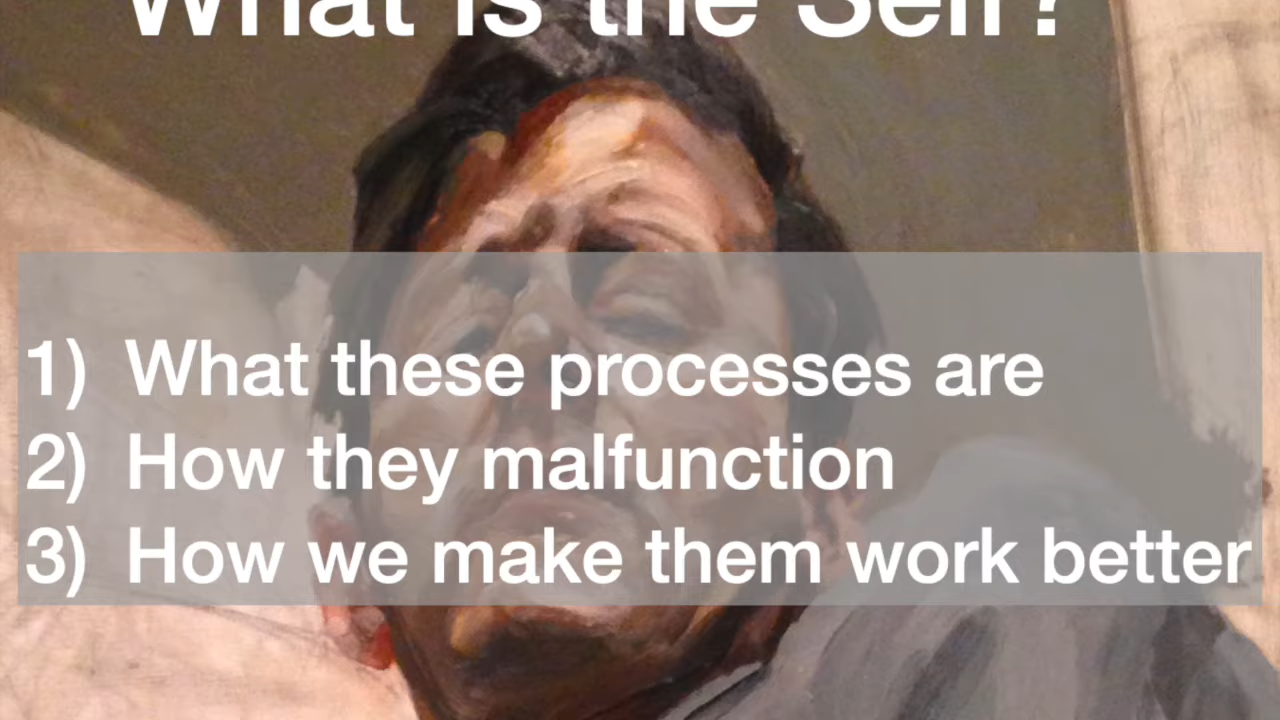 What is the Self?
1) What these processes are
2) How they malfunction
3) How we make them work better